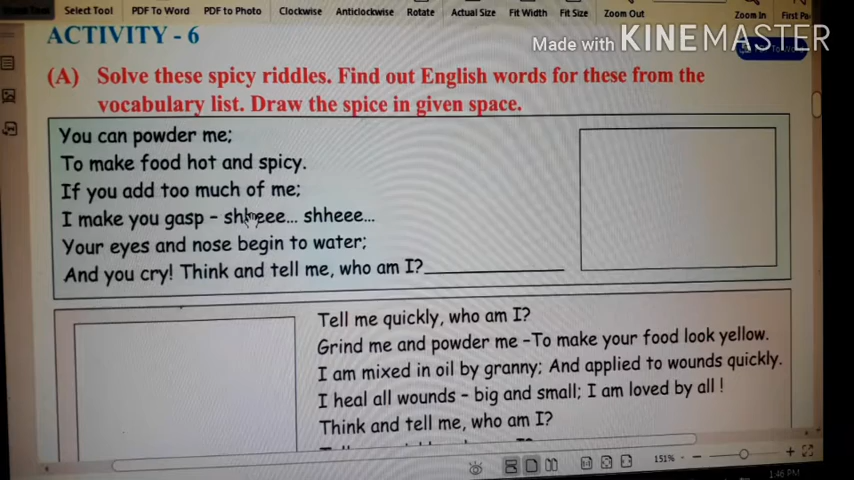 Select Tool PDF To Word PDF to Photo Clockwise Anticlockwise Rotate Actual Size Fit Width Fit Size Zoom Out Zoom In First Pa
Made with KINEMASTER
ACTIVITY - 6
(A) Solve these spicy riddles. Find out English words for these from the
vocabulary list. Draw the spice in given space.
You can powder me;
To make food hot and spicy.
If you add too much of me;
I make you gasp - shheeee... shheee...
Your eyes and nose begin to water;
And you cry! Think and tell me, who am I?
Tell me quickly, who am I?
Grind me and powder me -To make your food look yellow.
I am mixed in oil by granny; And applied to wounds quickly.
I heal all wounds - big and small; I am loved by all !
Think and tell me, who am I?
151%
1:46 PM